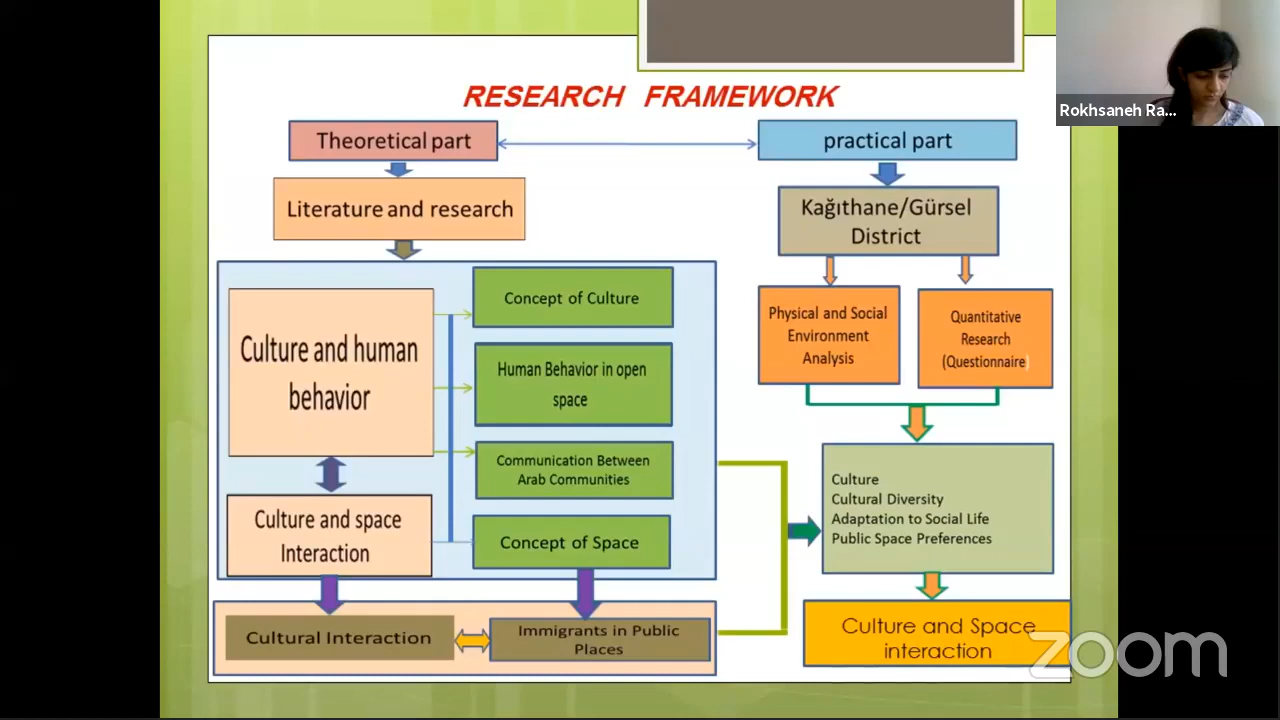 RESEARCH FRAMEWORK
Rokhsaneh Ra...
Theoretical part
practical part
Literature and research
Kağıthane/Gürsel
District
Culture and human
behavior
Concept of Culture
Human Behavior in open
space
Communication Between
Arab Communities
Culture and space
Interaction
Concept of Space
Physical and Social
Environment
Analysis
Quantitative
Research
(Questionnaire)
Culture
Cultural Diversity
Adaptation to Social Life
Public Space Preferences
Cultural Interaction
Immigrants in Public
Places
Culture and Space
interaction
zoom